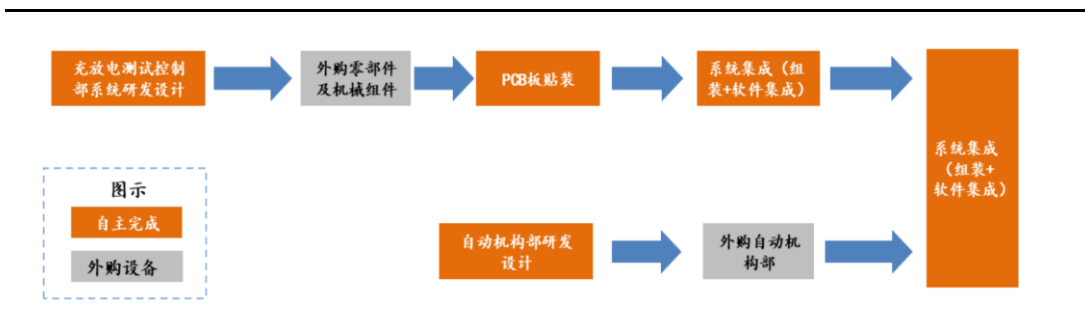 充放电测试控制
部系统研发设计
外购零部件
及机械组件
PCB板贴装
系统集成（组
装+软件集成）
系统集成
（组装+
软件集成）
图示
自主完成
外购设备
自动机构部研发
设计
外购自动机
构部